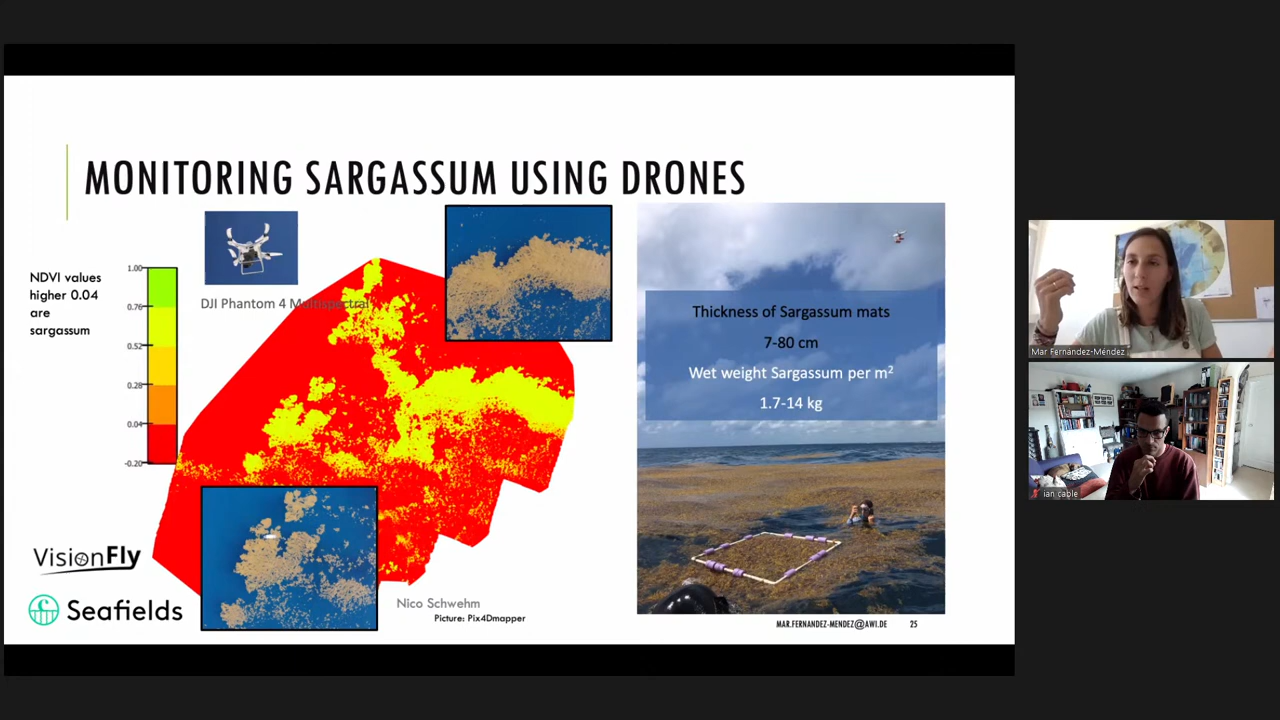 MONITORING SARGASSUM USING DRONES
NDVI values
higher 0.04
are
sargassum
1.00
0.76
0.52
0.28
0.04
-0.20
DJI Phantom 4 Multispectral
Thickness of Sargassum mats
7-80 cm
Wet weight Sargassum per m²
1.7-14 kg
VisionFly
Seafields
Nico Schwehm
Picture: Pix4Dmapper
MAR.FERNANDEZ-MENDEZ@AWI.DE 25
Mar Fernández-Méndez
ian cable